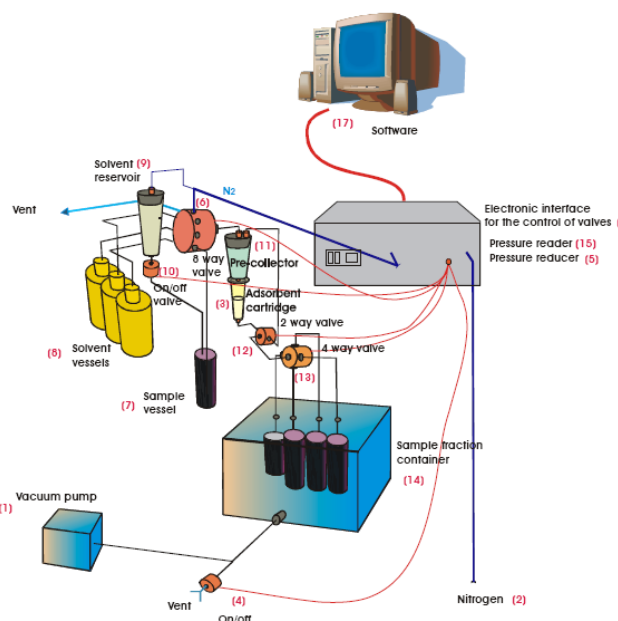 (17)
Software
Solvent (9)
reservoir
N2
(6)
Vent
Electronic interface
for the control of valves
Pressure reader (15)
Pressure reducer (5)
(11)
8 way
valve
Pre-collector
(10)
On/off
valve
(3)
Adsorbent
cartridge
2 way valve
(12)
4 way valve
(13)
(8)
Solvent
vessels
Sample
vessel
(7)
Sample fraction
container
(14)
(1)
Vacuum pump
Vent
(4)
On/off
Nitrogen (2)